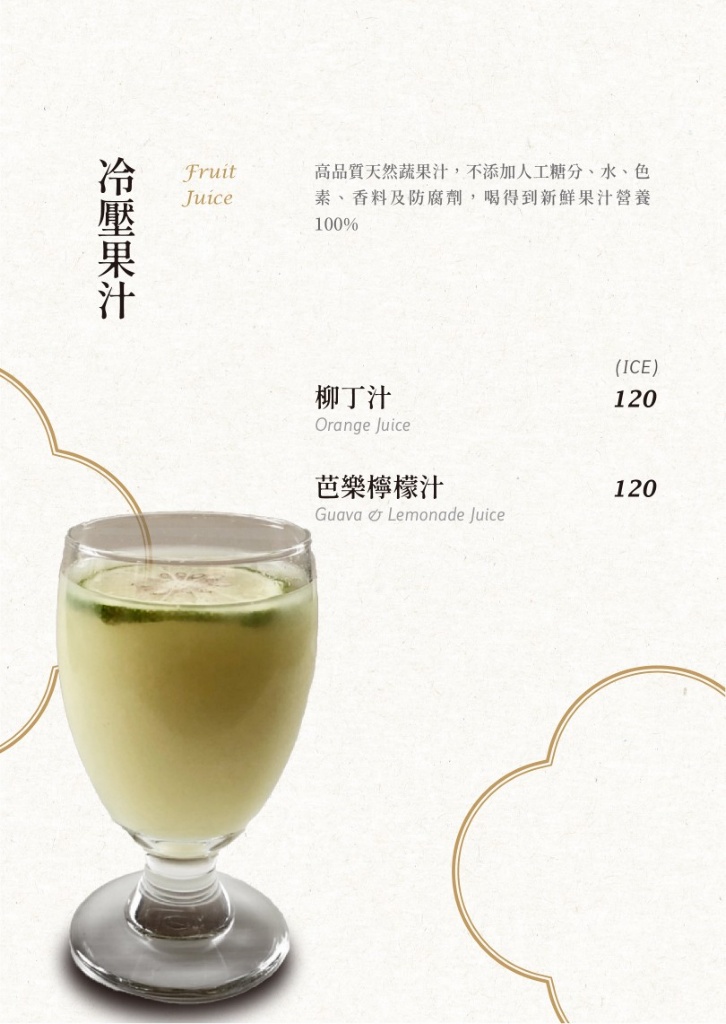 冷壓果汁
Fruit
Juice
高品質天然蔬果汁，不添加人工糖分、水、色
素、香料及防腐劑，喝得到新鮮果汁營養
100%
(ICE)
柳丁汁 120
Orange Juice
芭樂檸檬汁 120
Guava & Lemonade Juice